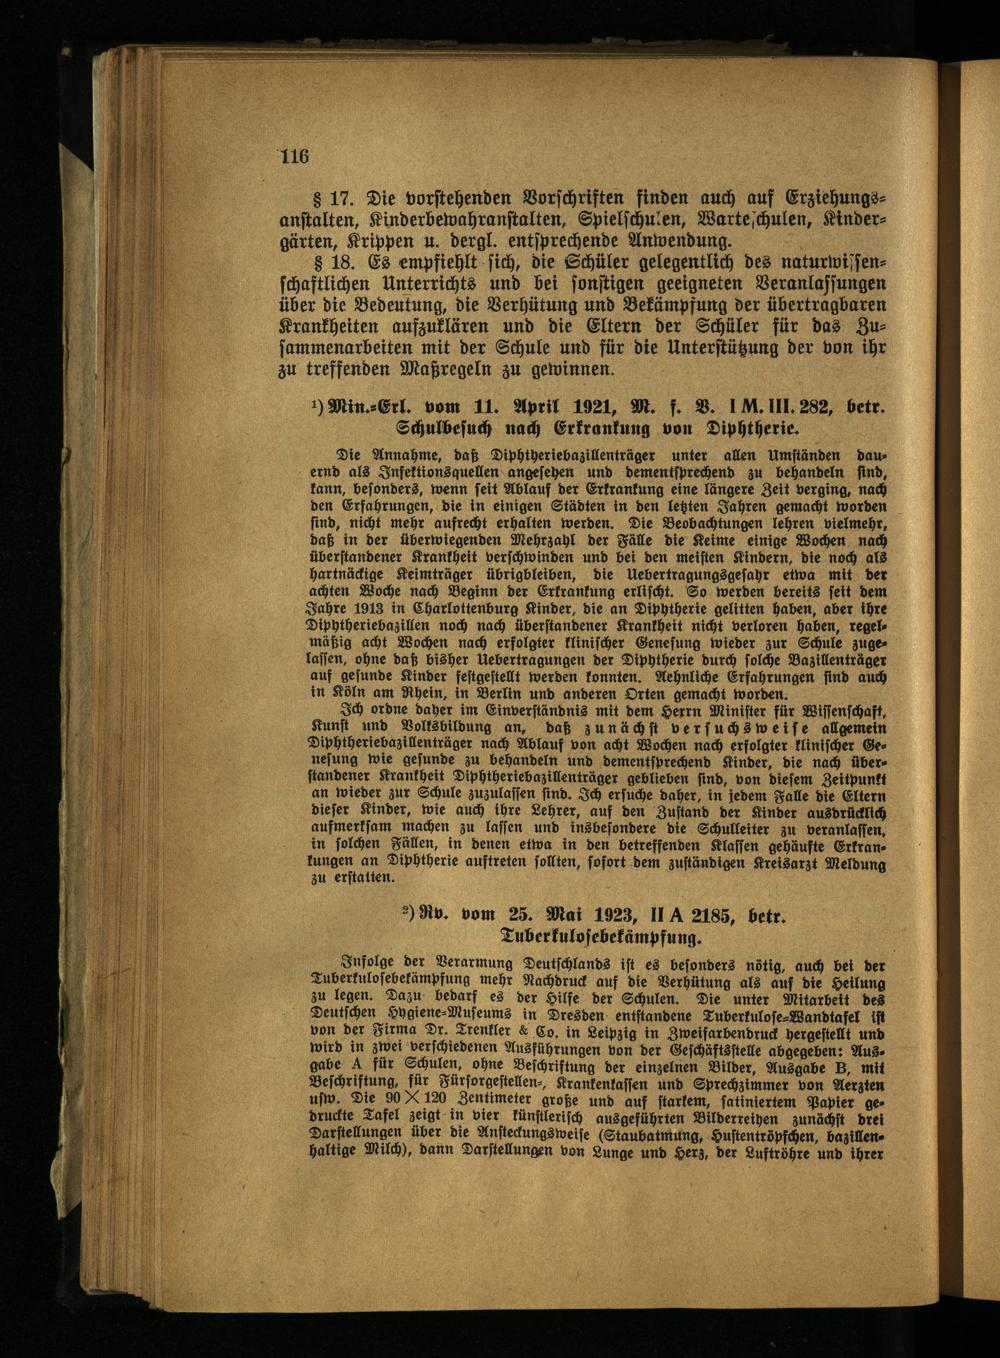 116
§ 17. Die vorstehenden Vorschriften finden auch auf Erziehungs-
anstalten, Kinderbewahranstalten, Spielschulen, Warteschulen, Kinder-
gärten, Krippen u. dergl. entsprechende Anwendung.
§ 18. Es empfiehlt sich, die Schüler gelegentlich des naturwissen-
schaftlichen Unterrichts und bei sonstigen geeigneten Veranlassungen
über die Bedeutung, die Verhütung und Bekämpfung der übertragbaren
Krankheiten aufzuklären und die Eltern der Schüler für das Zu-
sammenarbeiten mit der Schule und für die Unterstützung der von ihr
zu treffenden Maßregeln zu gewinnen.
¹) Min.-Erl. vom 11. April 1921, M. f. V. I M. III. 282, betr.
Schulbesuch nach Erkrankung von Diphtherie.
Die Annahme, daß Diphtheriebazillenträger unter allen Umständen dau-
ernd als Infektionsquellen angesehen und dementsprechend zu behandeln sind,
kann, besonders, wenn seit Ablauf der Erkrankung eine längere Zeit verging, nach
den Erfahrungen, die in einigen Städten in den letzten Jahren gemacht worden
sind, nicht mehr aufrecht erhalten werden. Die Beobachtungen lehren vielmehr,
daß in der überwiegenden Mehrzahl der Fälle die Keime einige Wochen nach
überstandener Krankheit verschwinden und bei den meisten Kindern, die noch als
hartnäckige Keimträger übrigbleiben, die Uebertragungsgefahr etwa mit der
achten Woche nach Beginn der Erkrankung erlischt. So werden bereits seit dem
Jahre 1913 in Charlottenburg Kinder, die an Diphtherie gelitten haben, aber ihre
Diphtheriebazillen noch nach überstandener Krankheit nicht verloren haben, regel-
mäßig acht Wochen nach erfolgter klinischer Genesung wieder zur Schule zuge-
lassen, ohne daß bisher Uebertragungen der Diphtherie durch solche Bazillenträger
auf gesunde Kinder festgestellt werden konnten. Aehnliche Erfahrungen sind auch
in Köln am Rhein, in Berlin und anderen Orten gemacht worden.
Ich ordne daher im Einverständnis mit dem Herrn Minister für Wissenschaft,
Kunst und Volksbildung an, daß zunächst versuchsweise allgemein
Diphtheriebazillenträger nach Ablauf von acht Wochen nach erfolgter klinischer Ge-
nesung wie gesunde zu behandeln und dementsprechend Kinder, die nach über-
standener Krankheit Diphtheriebazillenträger geblieben sind, von diesem Zeitpunkt
an wieder zur Schule zuzulassen sind. Ich ersuche daher, in jedem Falle die Eltern
dieser Kinder, wie auch ihre Lehrer, auf den Zustand der Kinder ausdrücklich
aufmerksam machen zu lassen und insbesondere die Schulleiter zu veranlassen,
in solchen Fällen, in denen etwa in den betreffenden Klassen gehäufte Erkran-
kungen an Diphtherie auftreten sollten, sofort dem zuständigen Kreisarzt Meldung
zu erstatten.
²) Rv. vom 25. Mai 1923, II A 2185, betr.
Tuberkulosebekämpfung.
Infolge der Verarmung Deutschlands ist es besonders nötig, auch bei der
Tuberkulosebekämpfung mehr Nachdruck auf die Verhütung als auf die Heilung
zu legen. Dazu bedarf es der Hilfe der Schulen. Die unter Mitarbeit des
Deutschen Hygiene-Museums in Dresden entstandene Tuberkulose-Wandtafel ist
von der Firma Dr. Trenkler & Co. in Leipzig in Zweifarbendruck hergestellt und
wird in zwei verschiedenen Ausführungen von der Geschäftsstelle abgegeben: Aus-
gabe A für Schulen, ohne Beschriftung der einzelnen Bilder, Ausgabe B, mit
Beschriftung, für Fürsorgestellen-, Krankenkassen und Sprechzimmer von Aerzten
usw. Die 90 × 120 Zentimeter große und auf starkem, satiniertem Papier ge-
druckte Tafel zeigt in vier künstlerisch ausgeführten Bilderreihen zunächst drei
Darstellungen über die Ansteckungsweise (Staubatmung, Hustentröpfchen, bazillen-
haltige Milch), dann Darstellungen von Lunge und Herz, der Luftröhre und ihrer